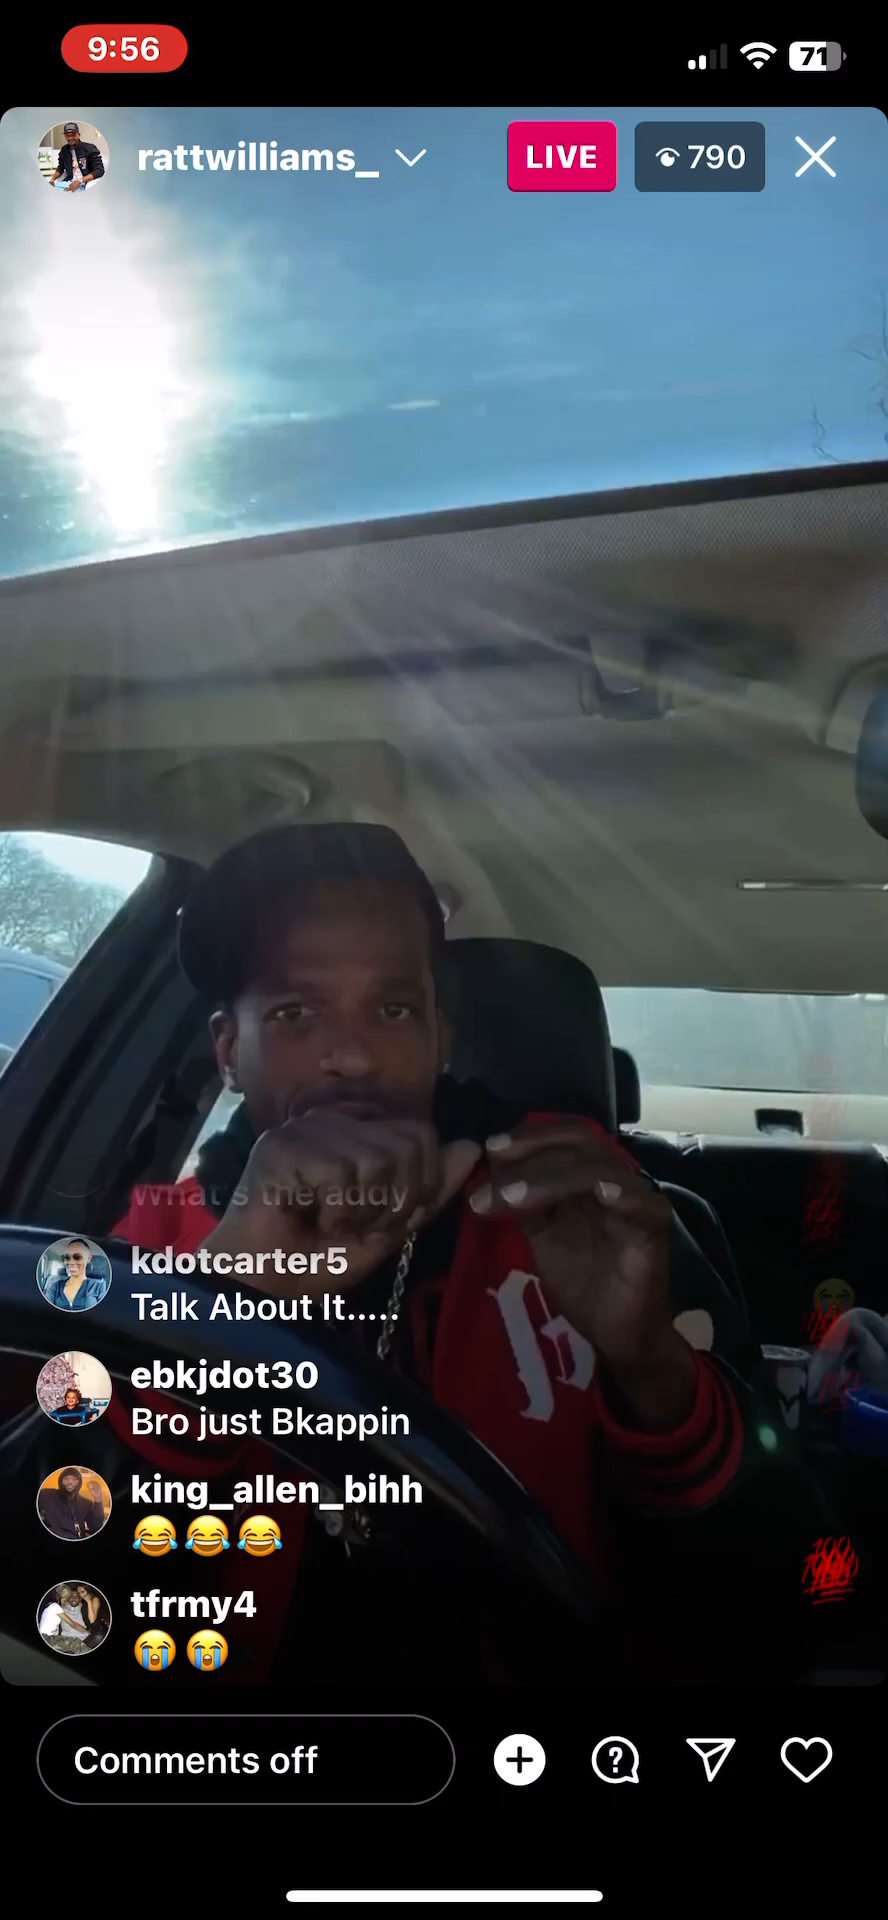 9:56
71
rattwilliams_
LIVE
790
What's the addy
kdotcarter5
Talk About It.....
ebkjdot30
Bro just Bkappin
king_allen_bihh
😂😂😂
tfrmy4
😭😭
Comments off